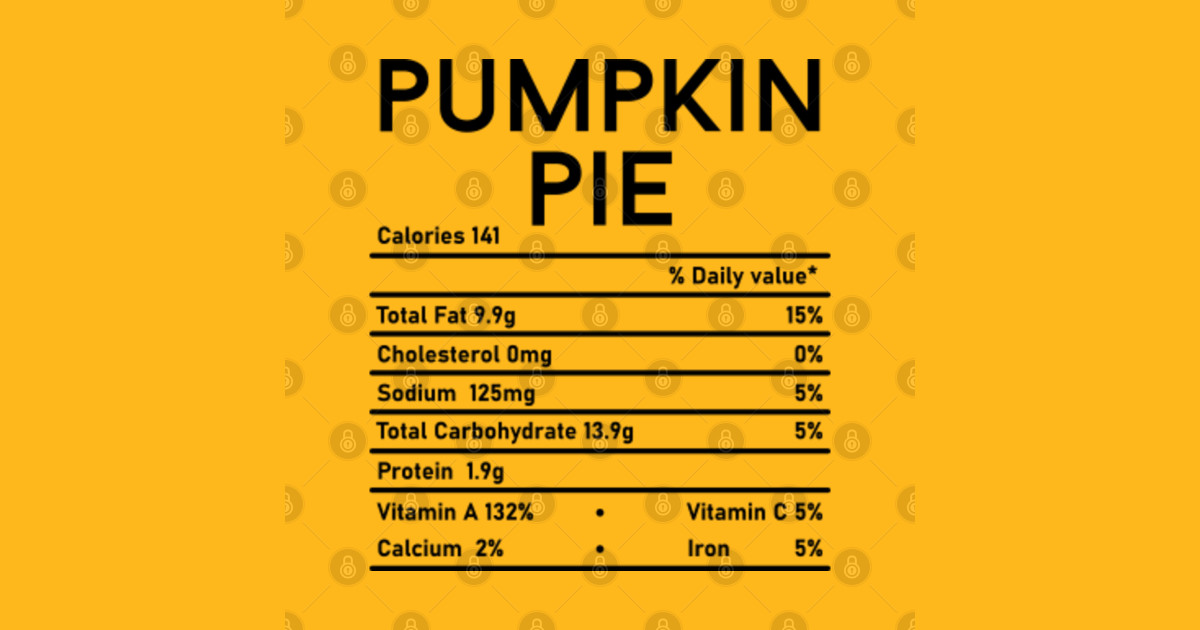 PUMPKIN
PIE
Calories 141
% Daily value*
Total Fat 9.9g 15%
Cholesterol 0mg 0%
Sodium 125mg 5%
Total Carbohydrate 13.9g 5%
Protein 1.9g
Vitamin A 132% • Vitamin C 5%
Calcium 2% • Iron 5%